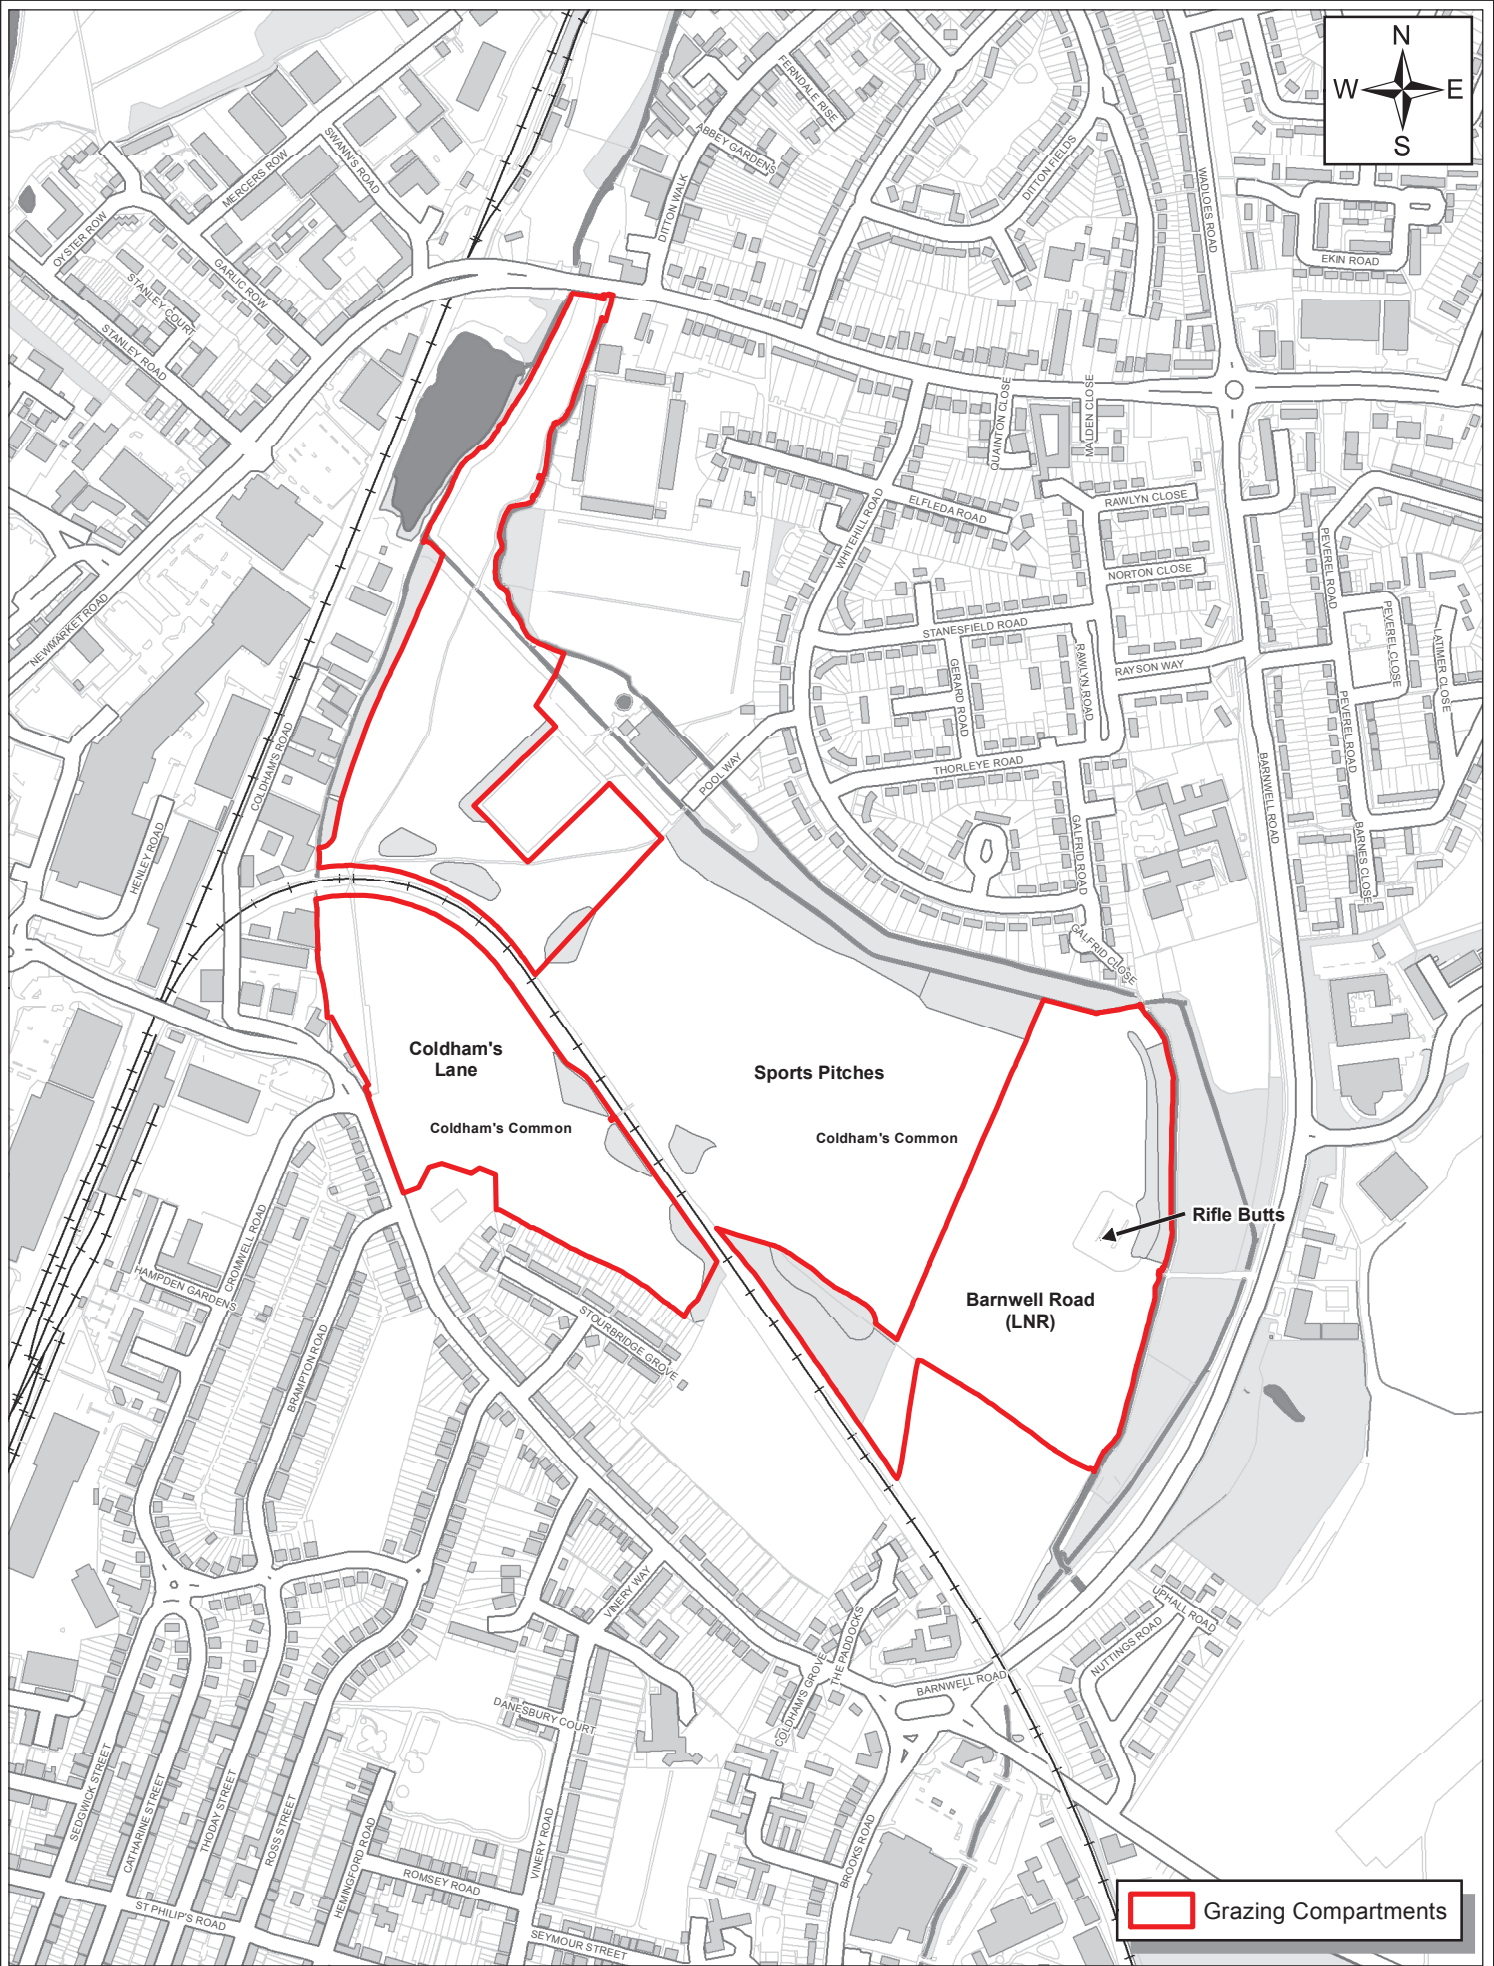 N
W E
S
FERNDALE RISE
ABBEY GARDENS
SWANN'S ROAD
MERCERS ROW
DITTON WALK
DITTON FIELDS
WADLOES ROAD
OYSTER ROW
EKIN ROAD
GARLIC ROW
STANLEY COURT
STANLEY ROAD
QUAINTON CLOSE
MALDEN CLOSE
ELFLEDA ROAD
RAWLYN CLOSE
WHITEHILL ROAD
PEVEREL ROAD
NORTON CLOSE
NEWMARKET ROAD
STANESFIELD ROAD
PEVEREL CLOSE
LATIMER CLOSE
GERARD ROAD
RAWLYN ROAD
RAYSON WAY
PEVEREL ROAD
COLDHAM'S ROAD
POOL WAY
THORLEYE ROAD
BARNWELL ROAD
HENLEY ROAD
GALFRID ROAD
BARNES CLOSE
GALFRID CLOSE
Coldham's
Lane
Sports Pitches
Coldham's Common
Coldham's Common
Rifle Butts
CROMWELL ROAD
HAMPDEN GARDENS
Barnwell Road
(LNR)
STOURBRIDGE GROVE
BRAMPTON ROAD
VINERY WAY
UPHALL ROAD
NUTTINGS ROAD
THE PADDOCKS
COLDHAM'S GROVE
BARNWELL ROAD
DANESBURY COURT
SEDGWICK STREET
CATHARINE STREET
THODAY STREET
ROSS STREET
HEMINGFORD ROAD
VINERY ROAD
BROOKS ROAD
ROMSEY ROAD
ST PHILIP'S ROAD
SEYMOUR STREET
Grazing Compartments